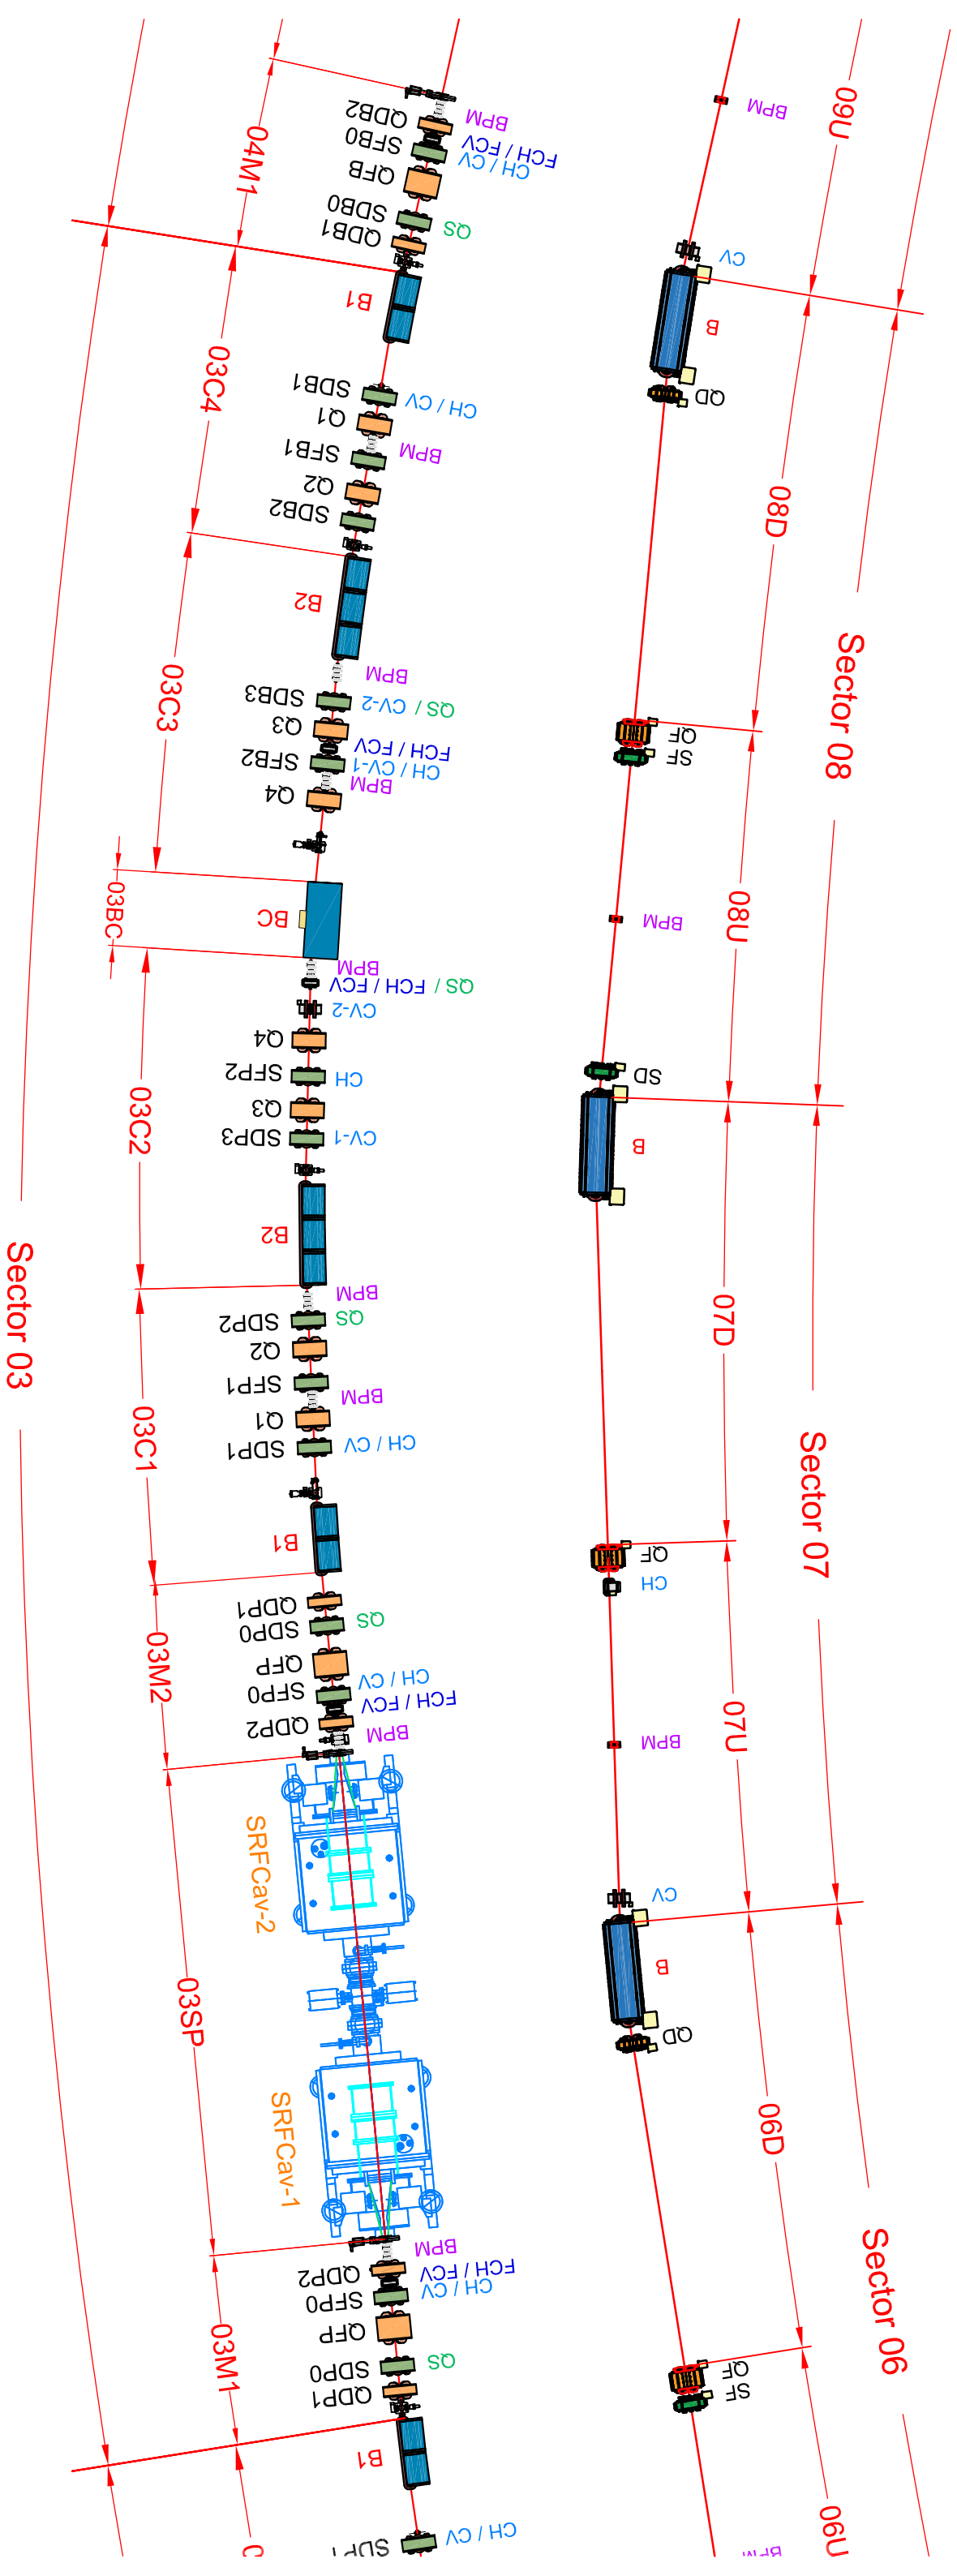 04M1
QDB2
BPM
SFB0
FCH / FCV
CH / CV
QFB
SDB0
QS
QDB1
B1
03C4
SDB1
CH / CV
Q1
BPM
SFB1
Q2
SDB2
B2
03C3
BPM
SDB3
CV-2 / QS
Q3
FCH / FCV
SFB2
CH / CV-1
BPM
Q4
03BC
BC
BPM
FCH / FCV / QS
CV-2
Q4
SFP2
CH
03C2
Q3
SDP3
CV-1
B2
Sector 03
BPM
SDP2
QS
Q2
SFP1
BPM
03C1
Q1
SDP1
CH / CV
B1
QDP1
SDP0
QS
03M2
QFP
CH / CV
SFP0
FCH / FCV
QDP2
BPM
SRFCav-2
03SP
SRFCav-1
BPM
QDP2
FCH / FCV
SFP0
CH / CV
QFP
03M1
SDP0
QS
QDP1
B1
CH / CV
09U
BPM
CV
B
QD
08D
Sector 08
QF
SF
08U
BPM
SD
B
07D
Sector 07
QF
CH
07U
BPM
CV
B
QD
06D
Sector 06
QF
SF
06U